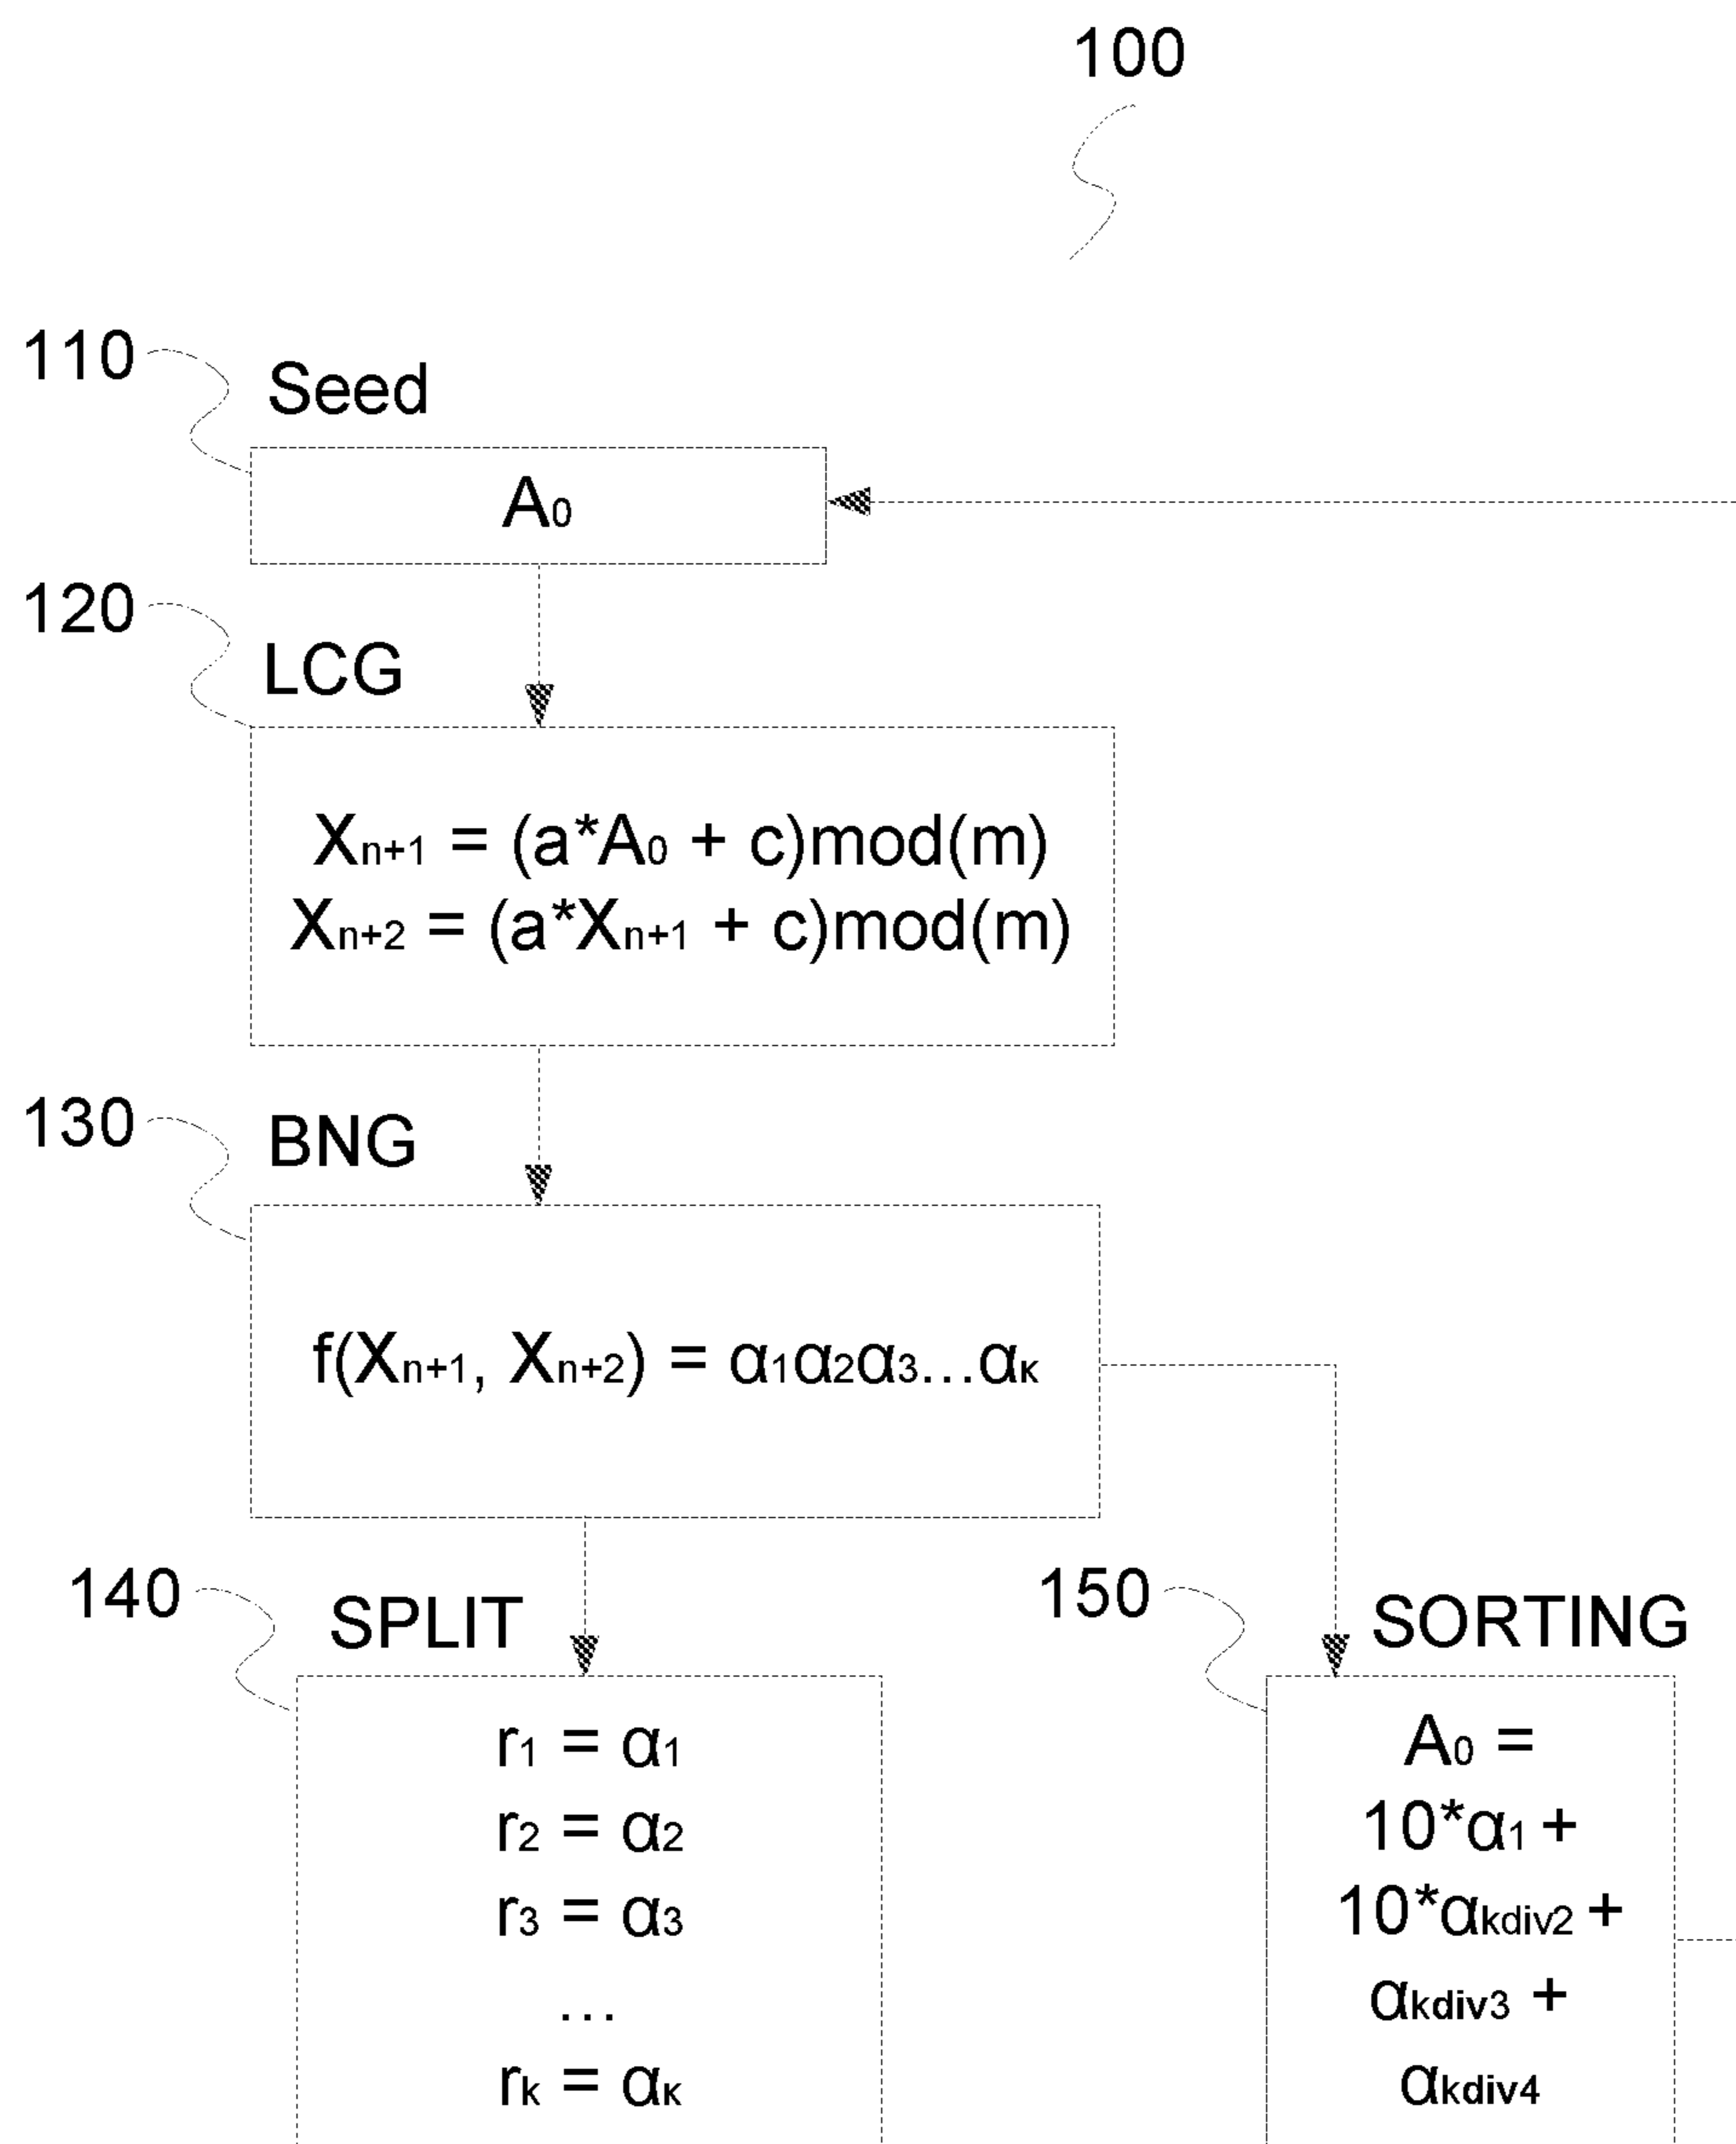 100
110
Seed
A₀
120
LCG
Xₙ₊₁ = (a*A₀ + c)mod(m)
Xₙ₊₂ = (a*Xₙ₊₁ + c)mod(m)
130
BNG
f(Xₙ₊₁, Xₙ₊₂) = α₁α₂α₃...ακ
140
SPLIT
r₁ = α₁
r₂ = α₂
r₃ = α₃
...
rₖ = ακ
150
SORTING
A₀ =
10*α₁ +
10*αkdiv2 +
αkdiv3 +
αkdiv4